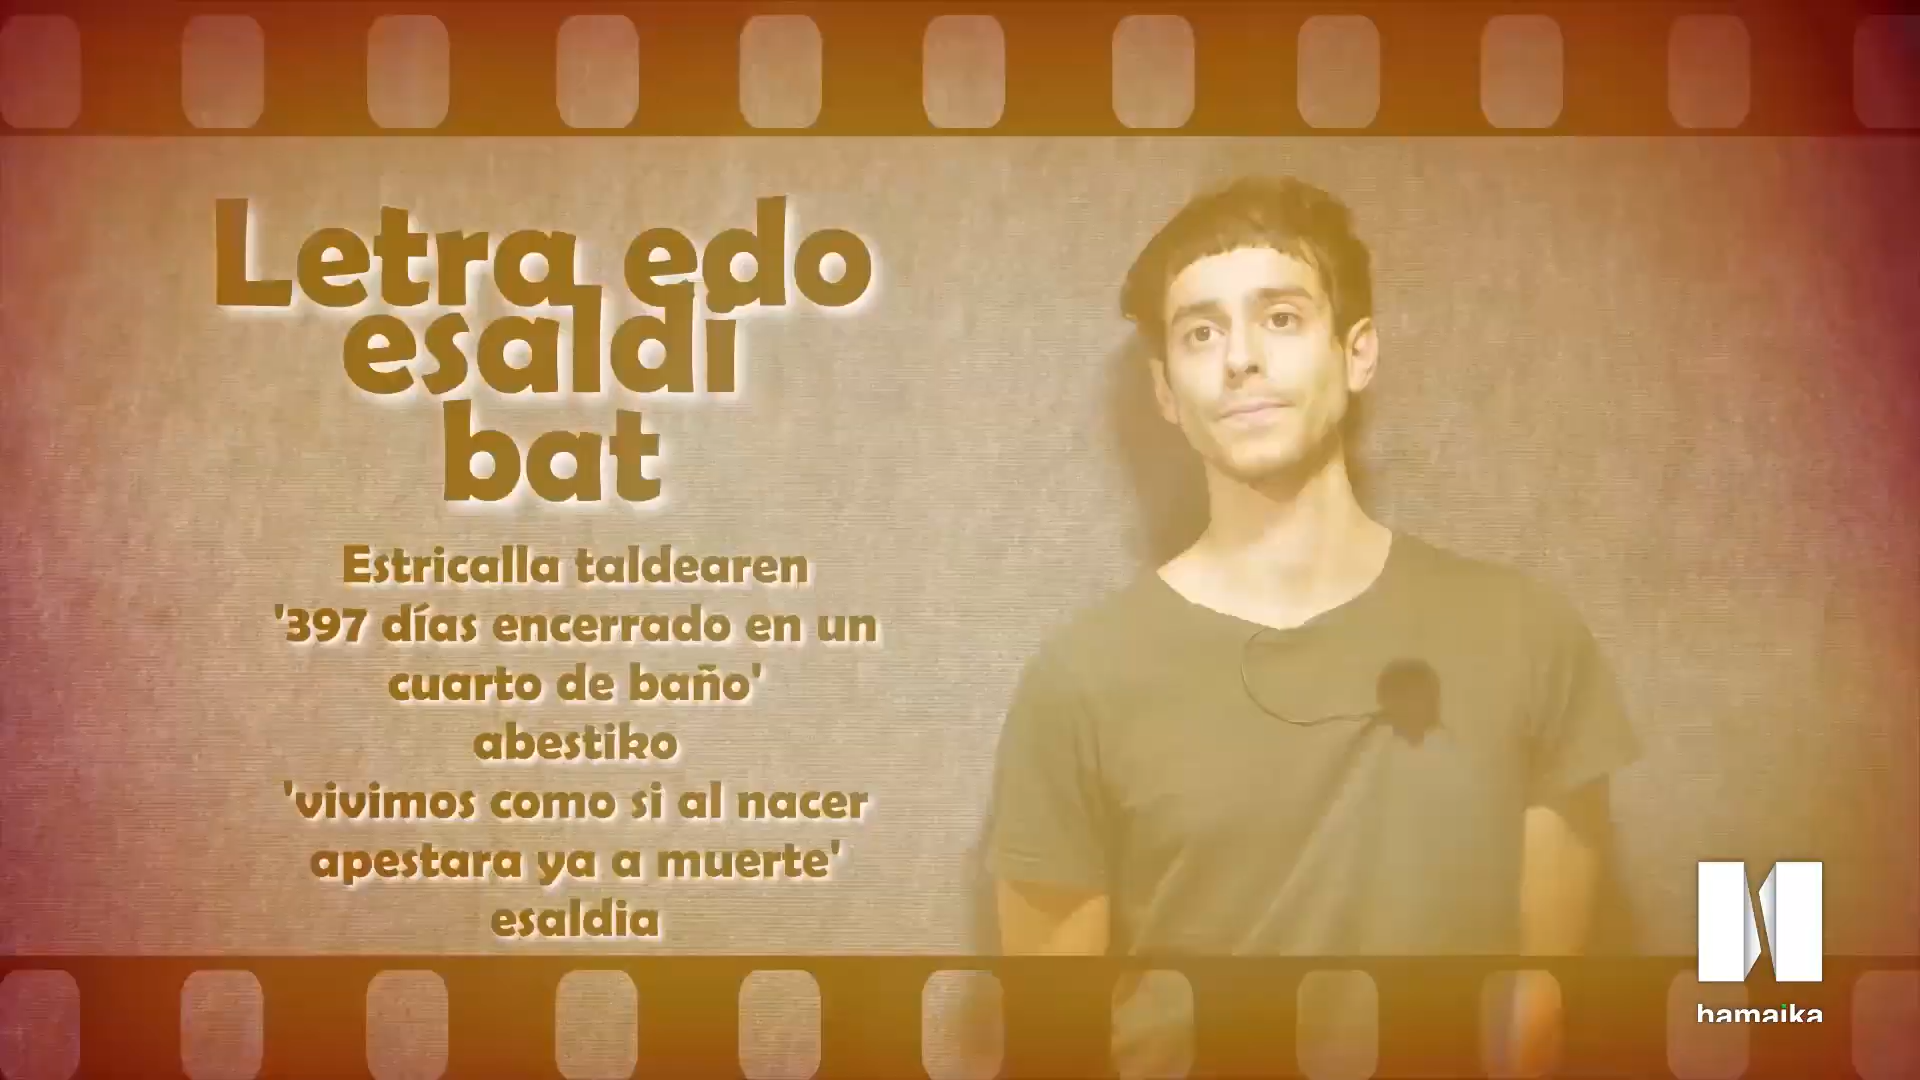 Letra edo
esaldi
bat
Estricalla taldearen
'397 días encerrado en un
cuarto de baño'
abestiko
'vivimos como si al nacer
apestara ya a muerte'
esaldia
hamaika